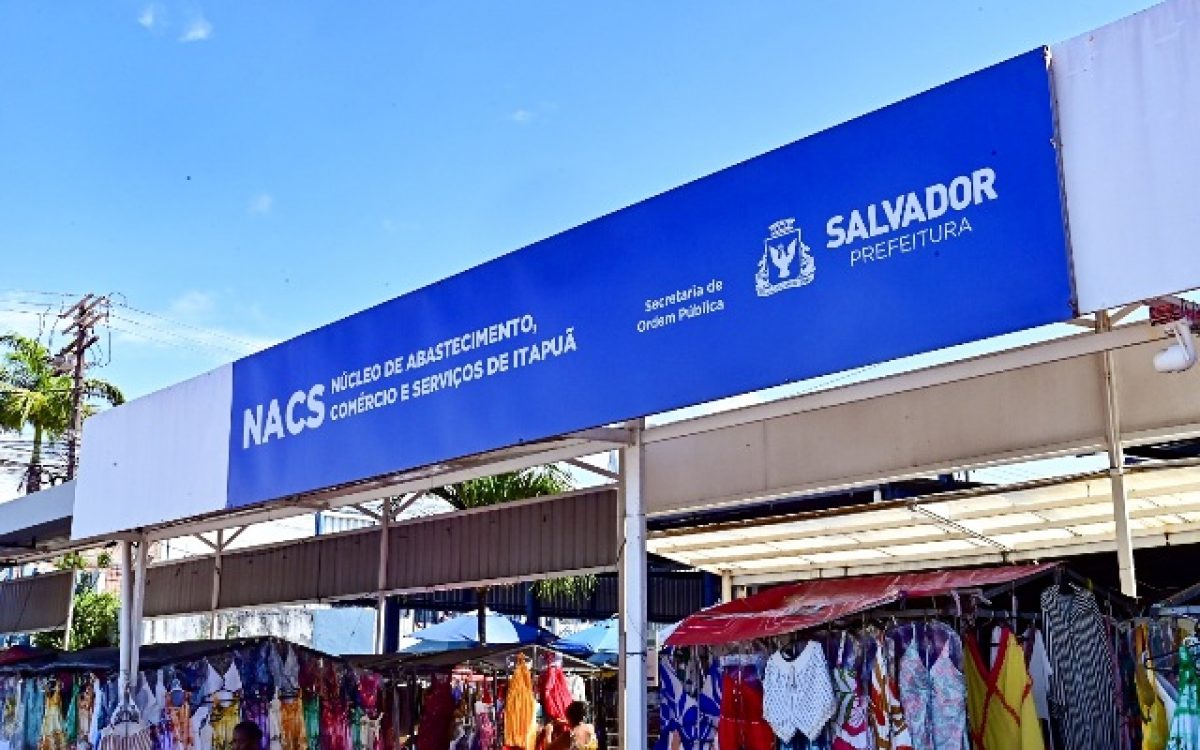 NACS
NÚCLEO DE ABASTECIMENTO,
COMÉRCIO E SERVIÇOS DE ITAPUÃ
Secretaria de
Ordem Pública
SALVADOR
PREFEITURA